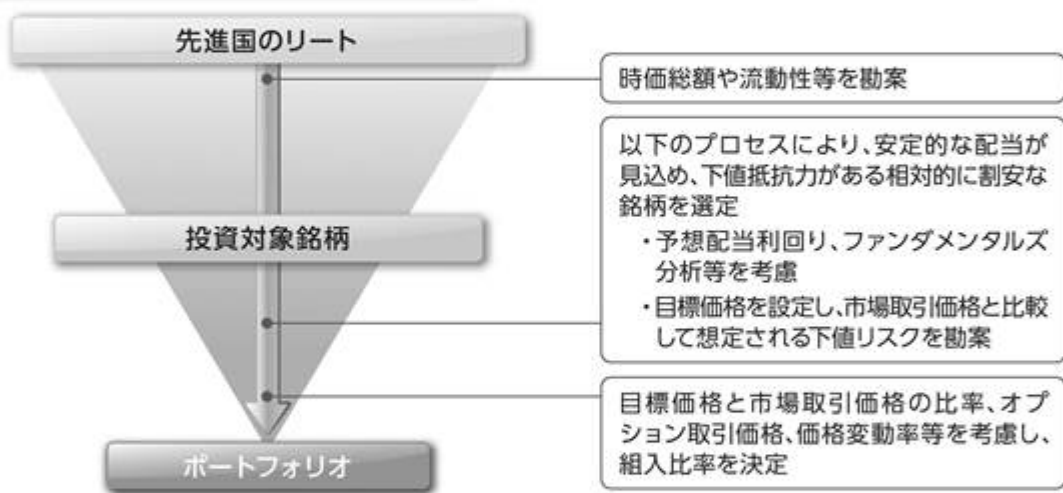 先進国のリート
時価総額や流動性等を勘案
以下のプロセスにより、安定的な配当が
見込め、下値抵抗力がある相対的に割安な
銘柄を選定
・予想配当利回り、ファンダメンタルズ
分析等を考慮
・目標価格を設定し、市場取引価格と比較
して想定される下値リスクを勘案
投資対象銘柄
目標価格と市場取引価格の比率、オプ
ション取引価格、価格変動率等を考慮し、
組入比率を決定
ポートフォリオ